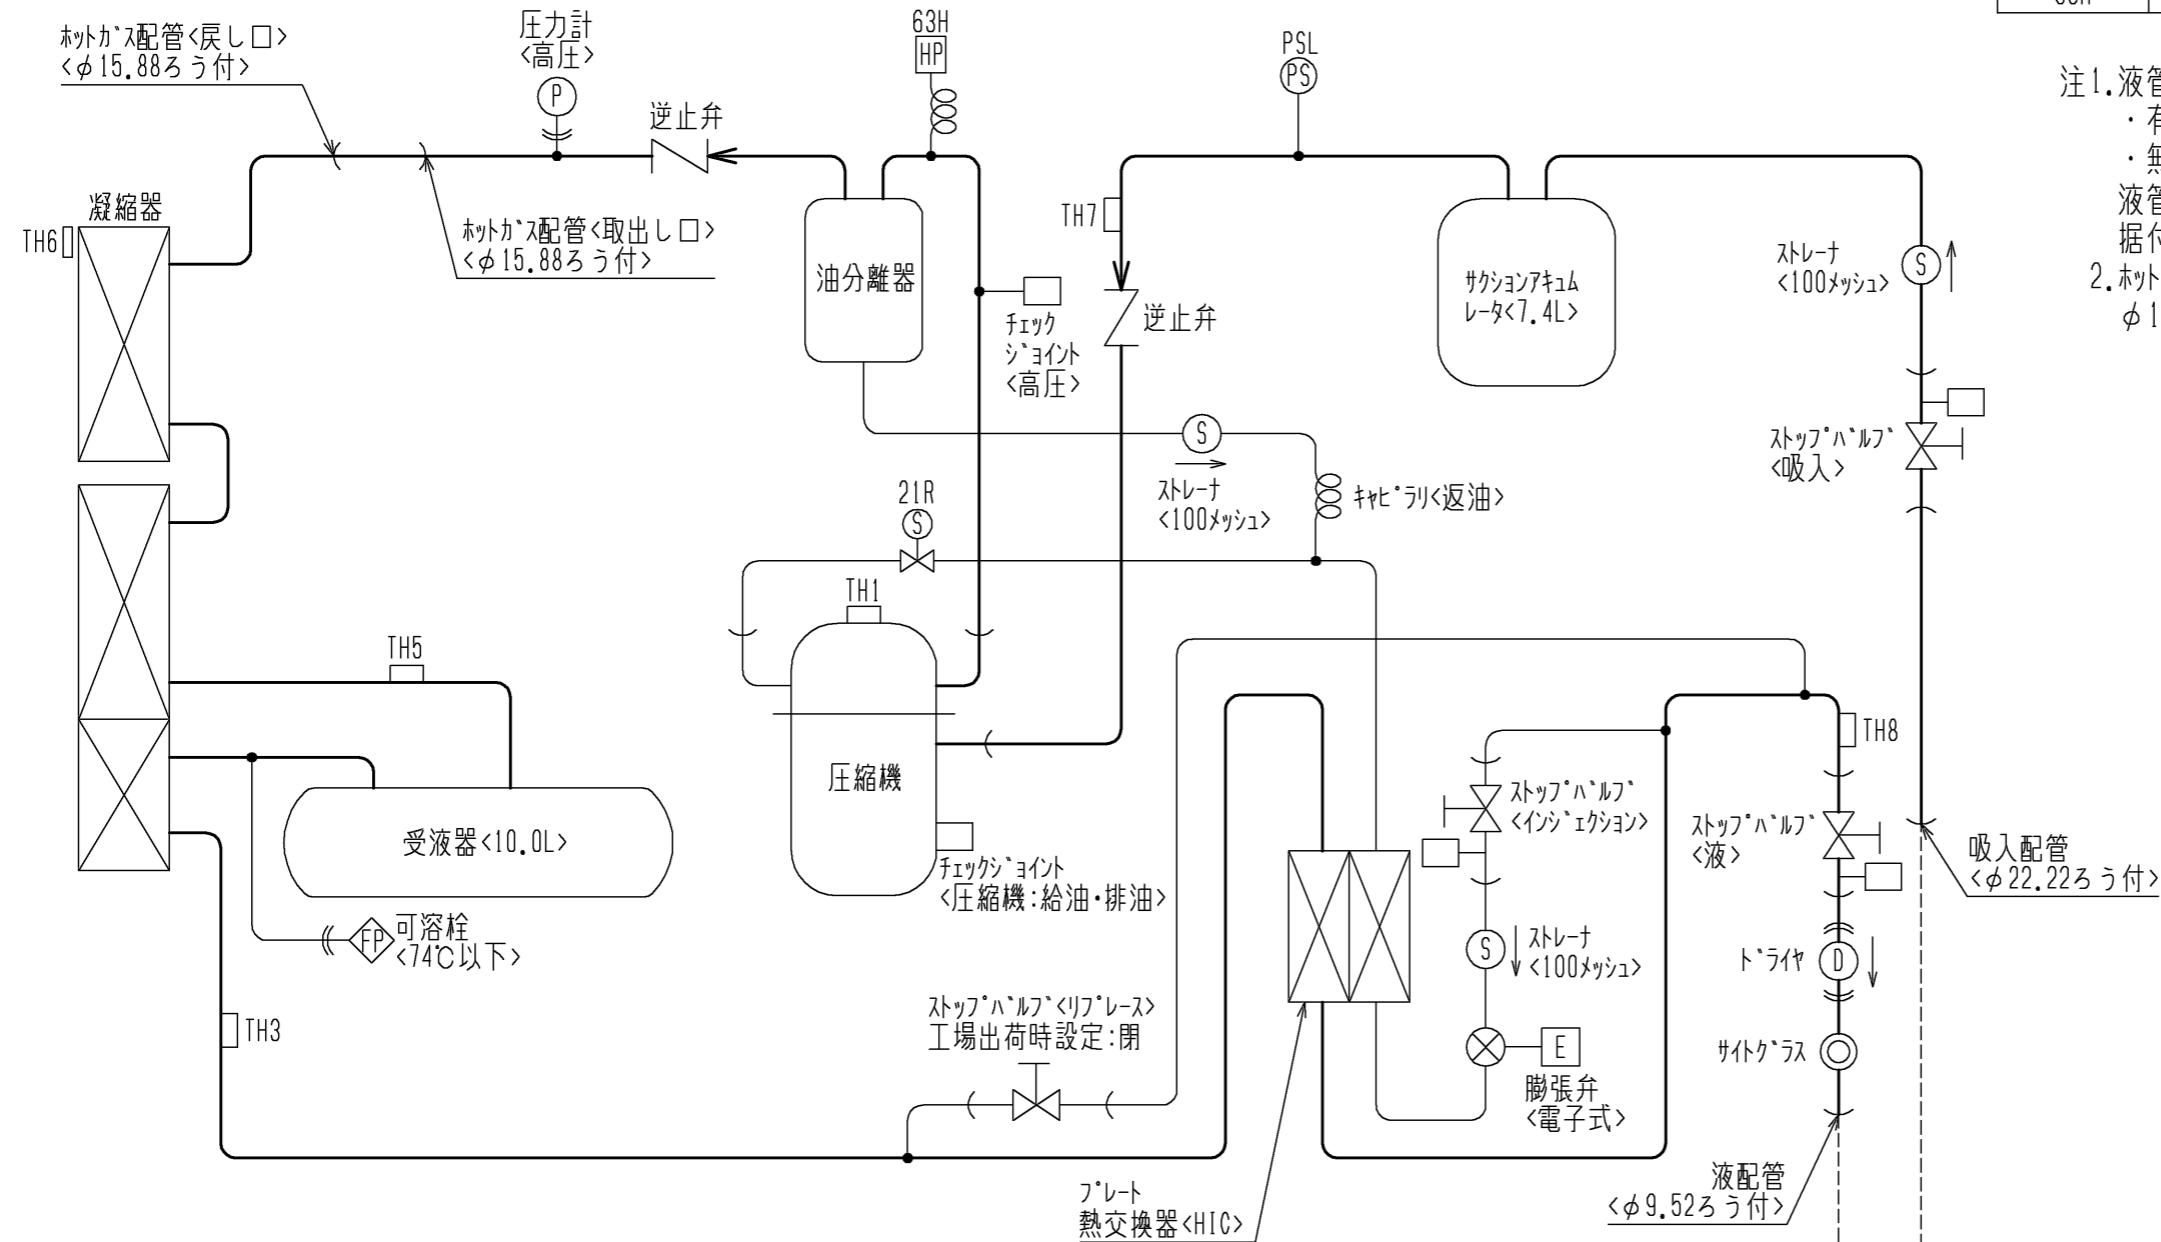 ﾎｯﾄｶﾞｽ配管<戻し口>
<φ15.88ろう付>
圧力計
<高圧>
P
63H
HP
PSL
PS
逆止弁
注1.液管
・有
・無
液管
据付
2.ﾎｯﾄ
φ1
凝縮器
TH6
ﾎｯﾄｶﾞｽ配管<取出し口>
<φ15.88ろう付>
油分離器
TH7
逆止弁
ﾁｪｯｸ
ｼﾞｮｲﾝﾄ
<高圧>
ｻｸｼｮﾝｱｷｭﾑ
ﾚｰﾀ<7.4L>
ｽﾄﾚｰﾅ
<100ﾒｯｼｭ>
S
ｽﾄｯﾌﾟﾊﾞﾙﾌﾞ
<吸入>
S
ｽﾄﾚｰﾅ
<100ﾒｯｼｭ>
ｷｬﾋﾟﾗﾘ<返油>
21R
S
TH1
TH5
圧縮機
ﾁｪｯｸｼﾞｮｲﾝﾄ
<圧縮機:給油・排油>
受液器<10.0L>
FP
可溶栓
<74℃以下>
TH3
TH8
ｽﾄｯﾌﾟﾊﾞﾙﾌﾞ
<ｲﾝｼﾞｪｸｼｮﾝ>
ｽﾄｯﾌﾟﾊﾞﾙﾌﾞ
<液>
吸入配管
<φ22.22ろう付>
S
ｽﾄﾚｰﾅ
<100ﾒｯｼｭ>
ﾄﾞﾗｲﾔ
D
ｽﾄｯﾌﾟﾊﾞﾙﾌﾞ<ﾘﾌﾟﾚｰｽ>
工場出荷時設定:閉
E
膨張弁
<電子式>
ｻｲﾄｸﾞﾗｽ
ﾌﾟﾚｰﾄ
熱交換器<HIC>
液配管
<φ9.52ろう付>